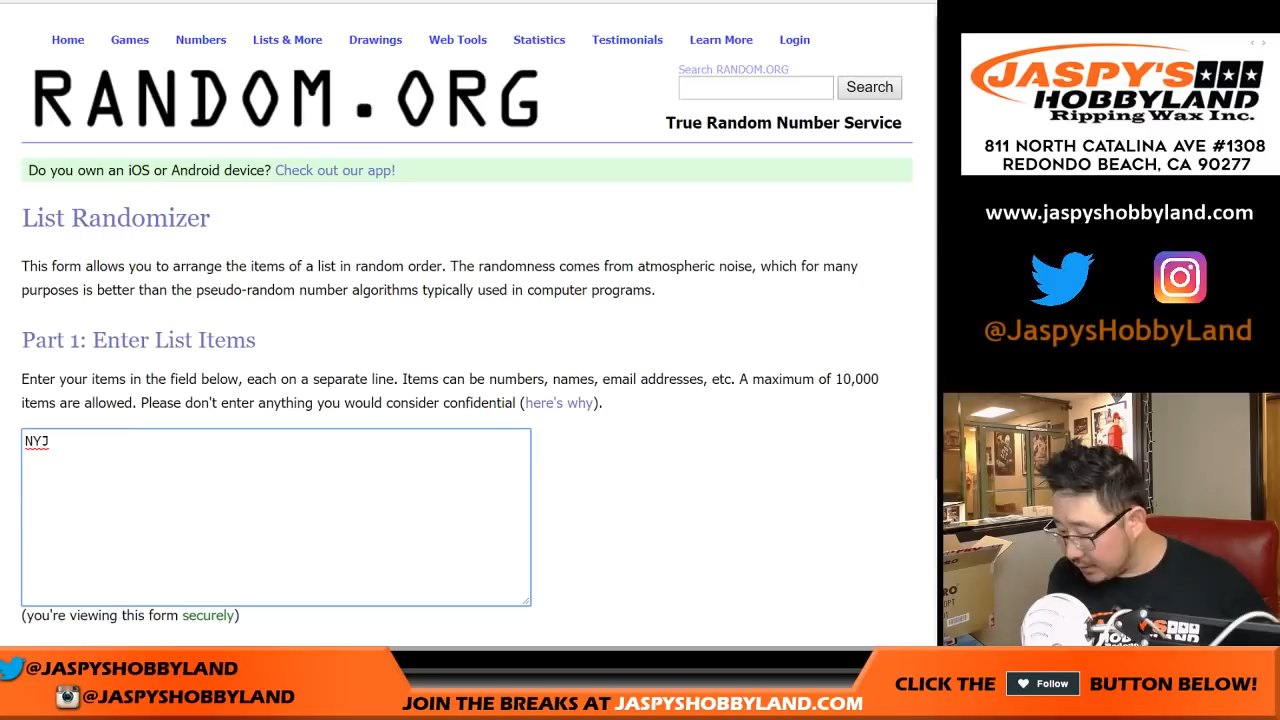 Home Games Numbers Lists & More Drawings Web Tools Statistics Testimonials Learn More Login
RANDOM.ORG
Search RANDOM.ORG
Search
True Random Number Service
Do you own an iOS or Android device? Check out our app!
List Randomizer
This form allows you to arrange the items of a list in random order. The randomness comes from atmospheric noise, which for many
purposes is better than the pseudo-random number algorithms typically used in computer programs.
Part 1: Enter List Items
Enter your items in the field below, each on a separate line. Items can be numbers, names, email addresses, etc. A maximum of 10,000
items are allowed. Please don't enter anything you would consider confidential (here's why).
NYJ
(you're viewing this form securely)
JASPY'S
HOBBYLAND
Ripping Wax Inc.
811 NORTH CATALINA AVE #1308
REDONDO BEACH, CA 90277
www.jaspyshobbyland.com
@JaspysHobbyLand
@JASPYSHOBBYLAND
@JASPYSHOBBYLAND
JOIN THE BREAKS AT JASPYSHOBBYLAND.COM
CLICK THE Follow BUTTON BELOW!